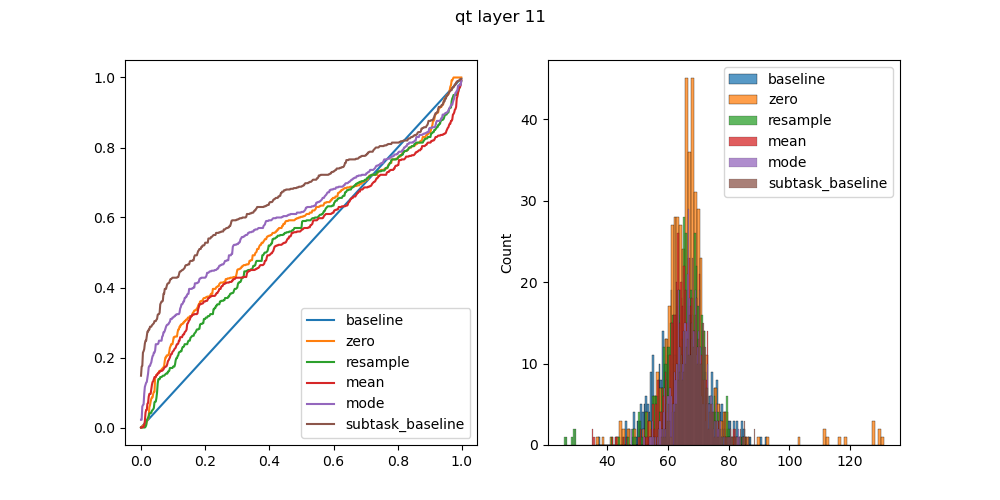 qt layer 11
1.0
0.8
0.6
0.4
0.2
0.0
0.0 0.2 0.4 0.6 0.8 1.0
baseline
zero
resample
mean
mode
subtask_baseline
Count
40
30
20
10
0
40 60 80 100 120
baseline
zero
resample
mean
mode
subtask_baseline